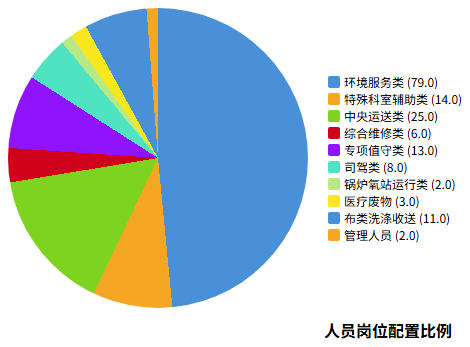 环境服务类 (79.0)
特殊科室辅助类 (14.0)
中央运送类 (25.0)
综合维修类 (6.0)
专项值守类 (13.0)
司驾类 (8.0)
锅炉氧站运行类 (2.0)
医疗废物 (3.0)
布类洗涤收送 (11.0)
管理人员 (2.0)
人员岗位配置比例